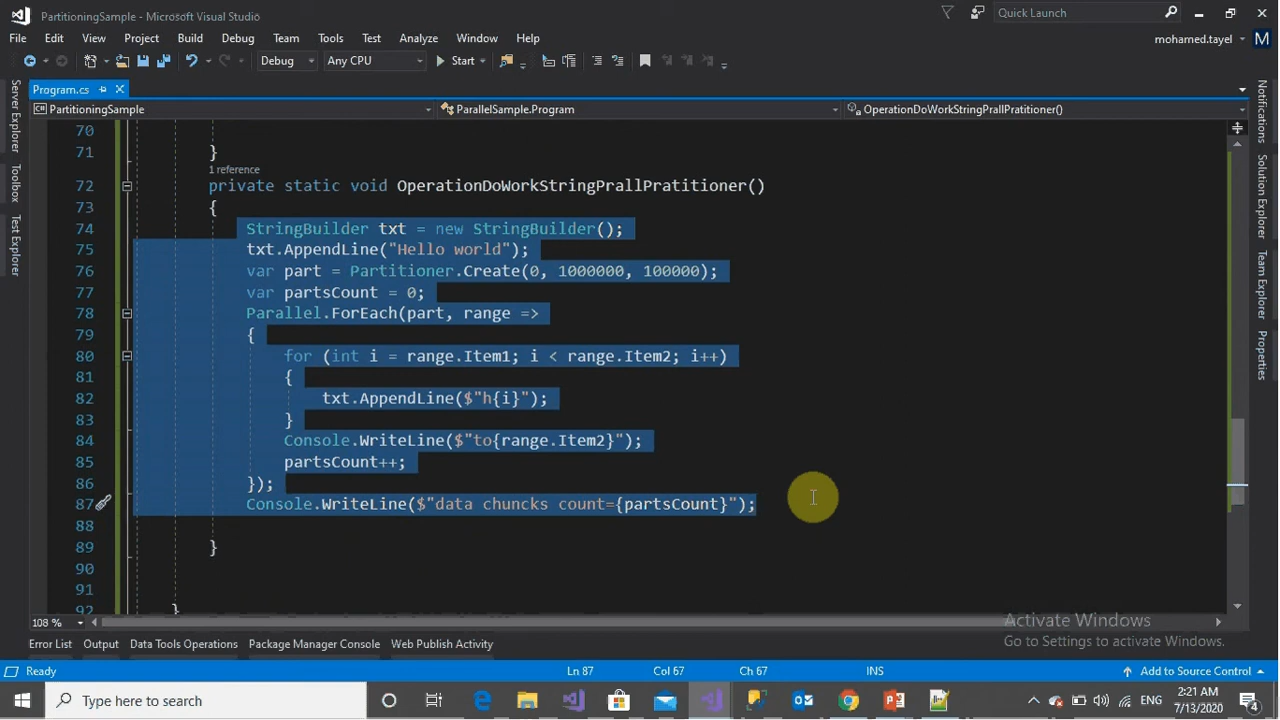 PartitioningSample - Microsoft Visual Studio
Quick Launch
File Edit View Project Build Debug Team Tools Test Analyze Window Help
mohamed.tayel M
Debug Any CPU Start
Program.cs
PartitioningSample ParallelSample.Program OperationDoWorkStringPrallPratitioner()
Server Explorer
Toolbox
Test Explorer
Notifications
Solution Explorer
Team Explorer
Properties
70
71 }
1 reference
72 private static void OperationDoWorkStringPrallPratitioner()
73 {
74 StringBuilder txt = new StringBuilder();
75 txt.AppendLine("Hello world");
76 var part = Partitioner.Create(0, 1000000, 100000);
77 var partsCount = 0;
78 Parallel.ForEach(part, range =>
79 {
80 for (int i = range.Item1; i < range.Item2; i++)
81 {
82 txt.AppendLine($"h{i}");
83 }
84 Console.WriteLine($"to{range.Item2}");
85 partsCount++;
86 });
87 Console.WriteLine($"data chuncks count={partsCount}");
88
89 }
90
91
92 }
Activate Windows
Go to Settings to activate Windows.
108 %
Error List Output Data Tools Operations Package Manager Console Web Publish Activity
Ready Ln 87 Col 67 Ch 67 INS Add to Source Control
Type here to search
ENG
2:21 AM
7/13/2020
4